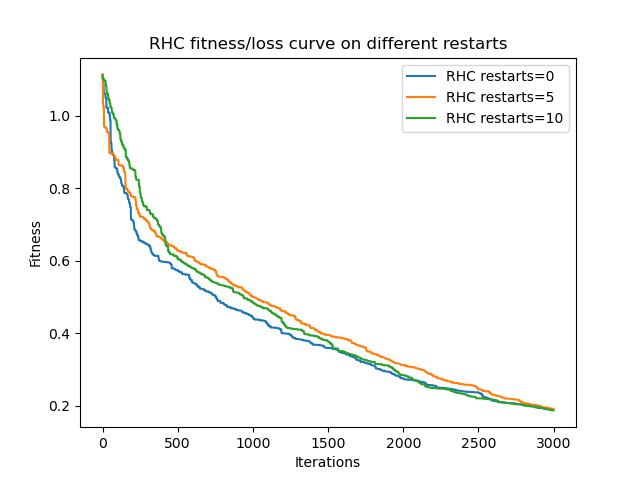 RHC fitness/loss curve on different restarts
RHC restarts=0
RHC restarts=5
RHC restarts=10
1.0
0.8
0.6
0.4
0.2
Fitness
0 500 1000 1500 2000 2500 3000
Iterations